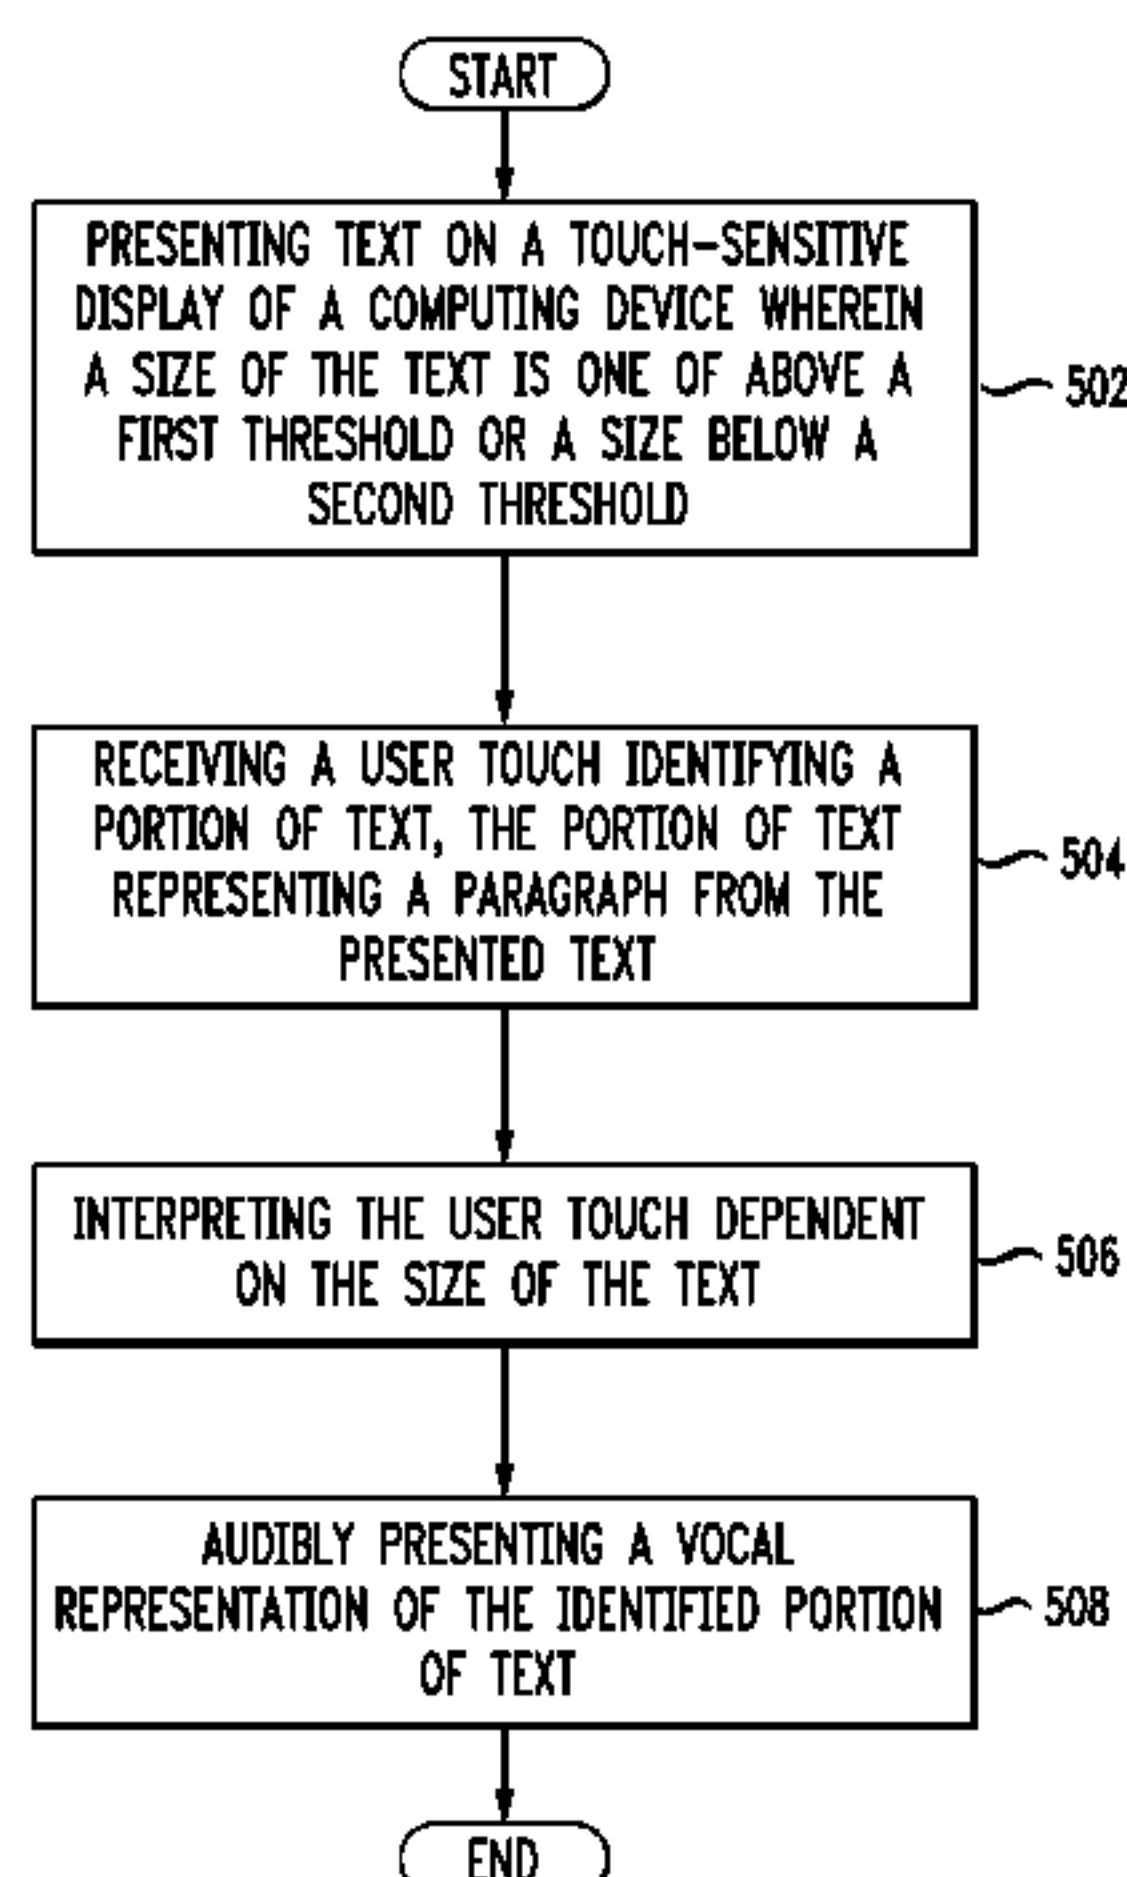 START
PRESENTING TEXT ON A TOUCH-SENSITIVE
DISPLAY OF A COMPUTING DEVICE WHEREIN
A SIZE OF THE TEXT IS ONE OF ABOVE A
FIRST THRESHOLD OR A SIZE BELOW A
SECOND THRESHOLD
502
RECEIVING A USER TOUCH IDENTIFYING A
PORTION OF TEXT, THE PORTION OF TEXT
REPRESENTING A PARAGRAPH FROM THE
PRESENTED TEXT
504
INTERPRETING THE USER TOUCH DEPENDENT
ON THE SIZE OF THE TEXT
506
AUDIBLY PRESENTING A VOCAL
REPRESENTATION OF THE IDENTIFIED PORTION
OF TEXT
508
END